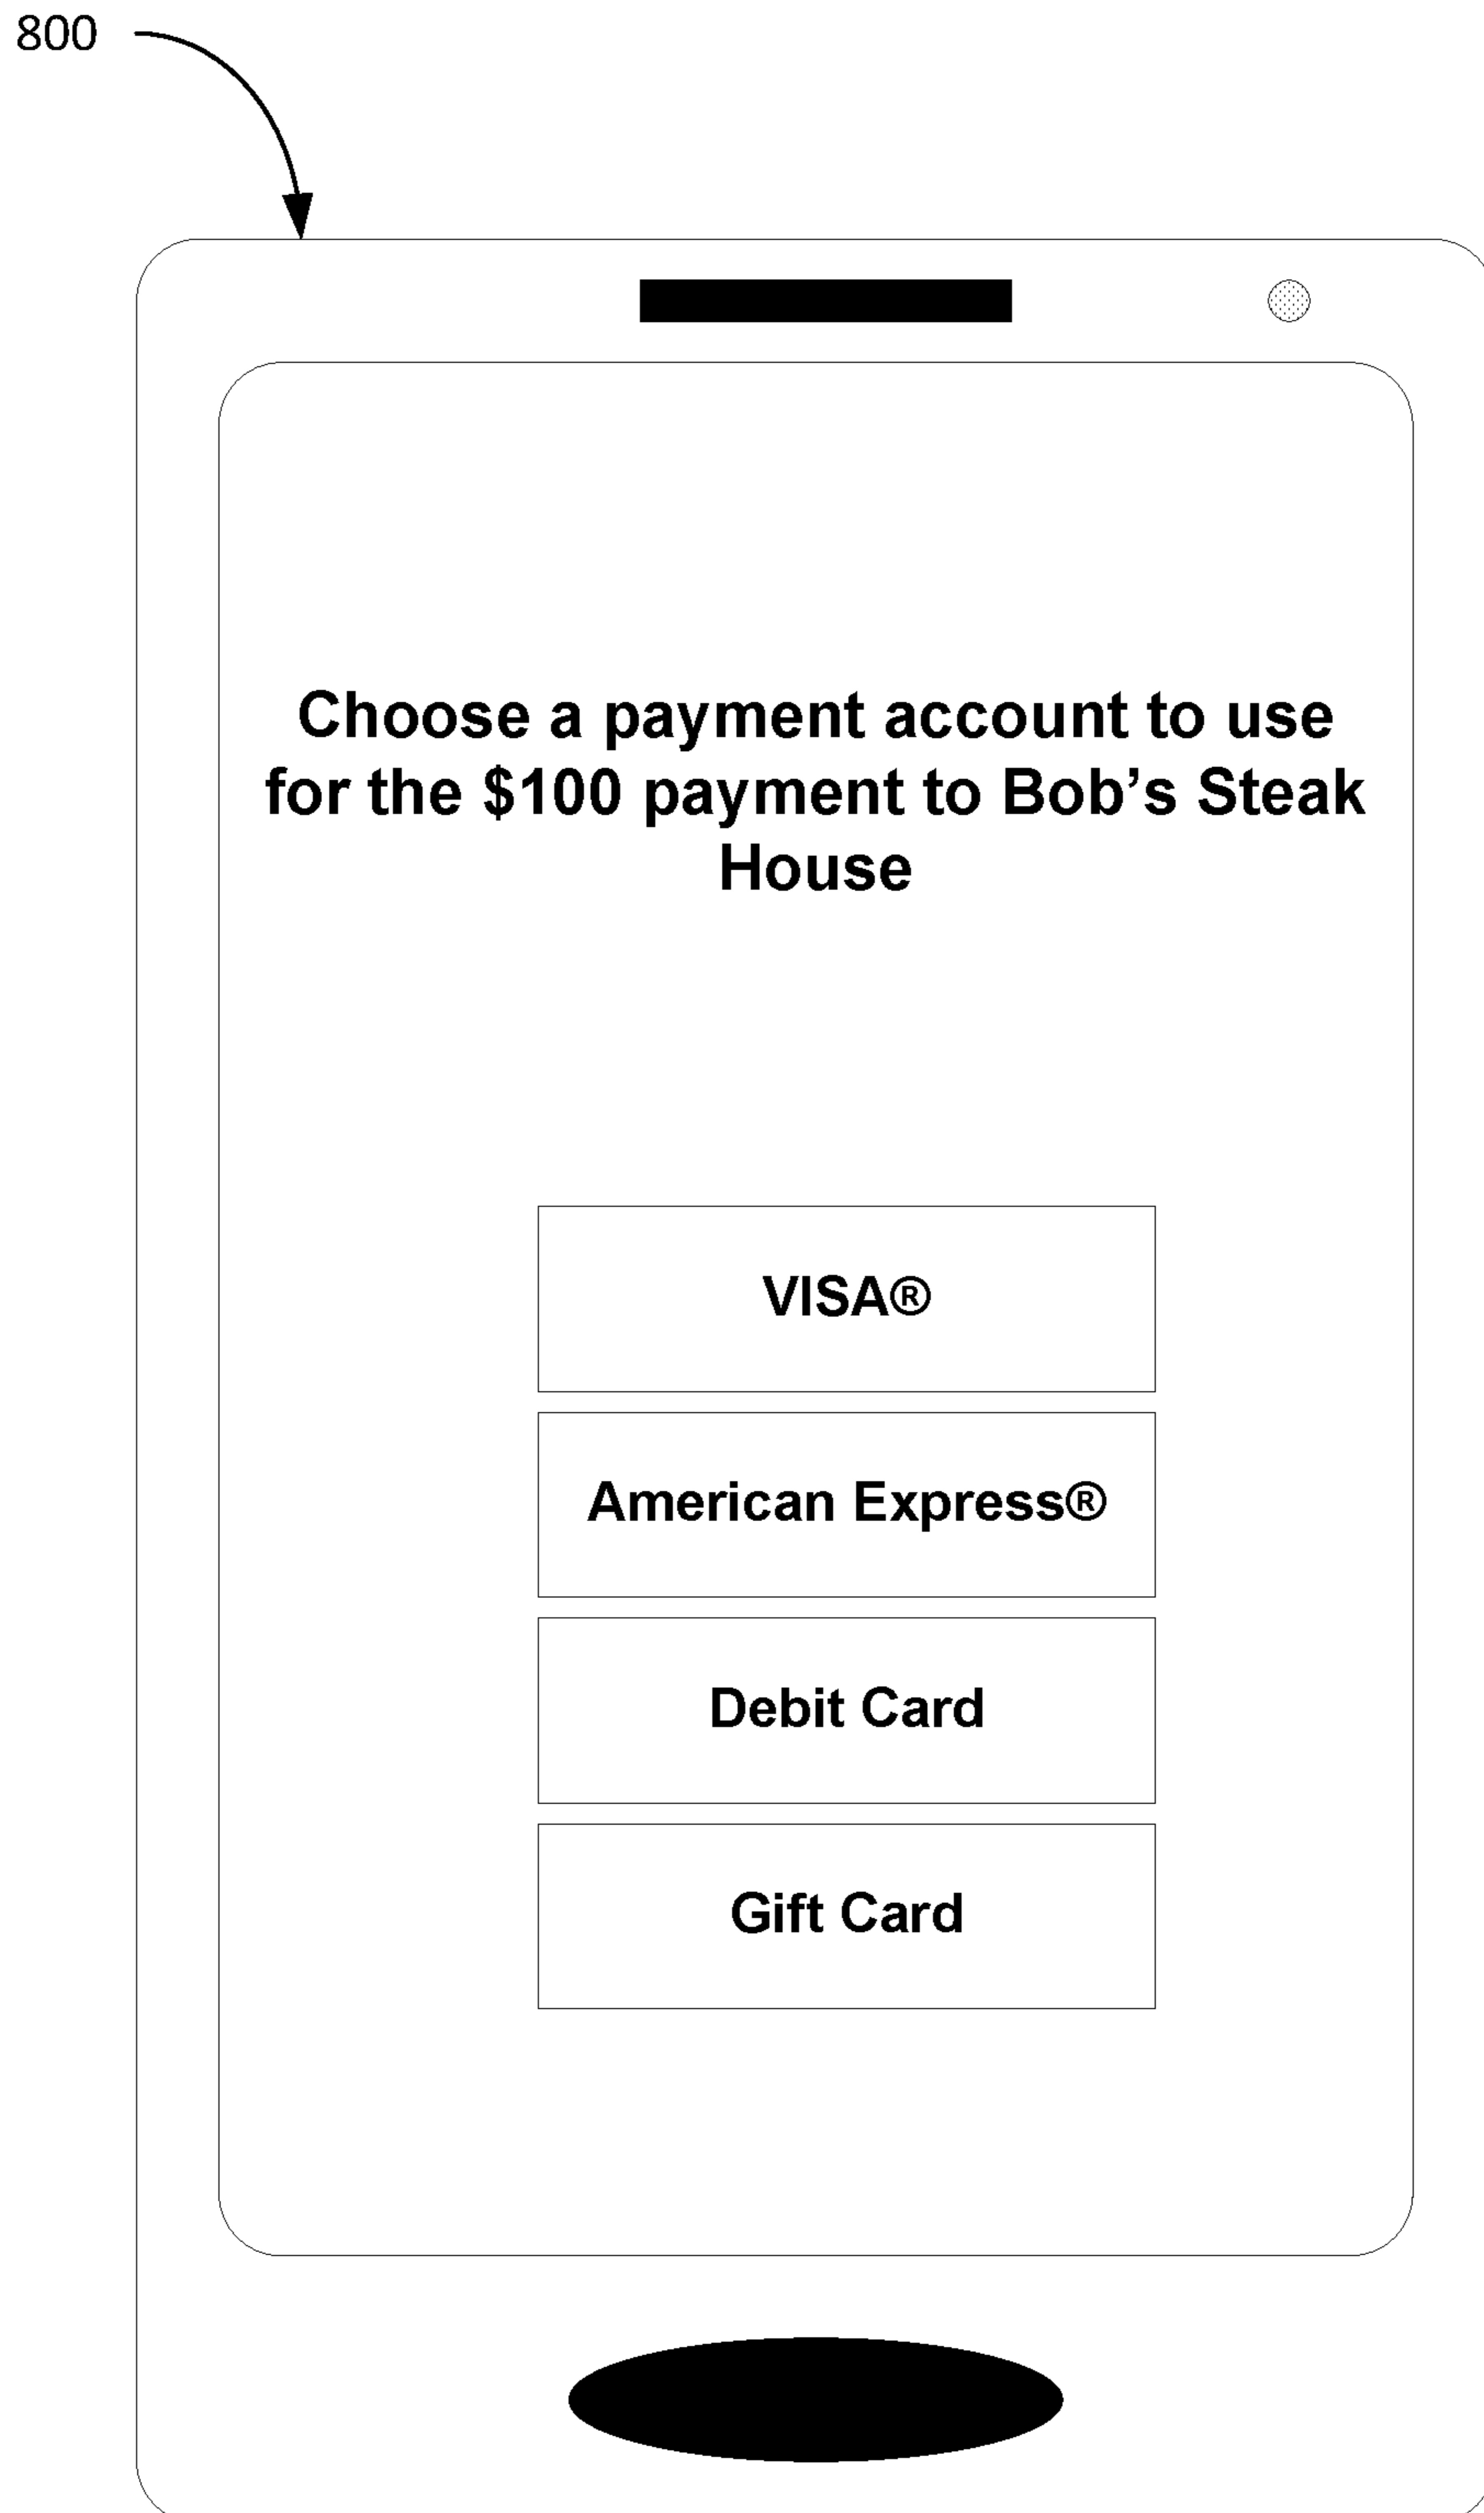 800
Choose a payment account to use
for the $100 payment to Bob’s Steak
House
VISA®
American Express®
Debit Card
Gift Card